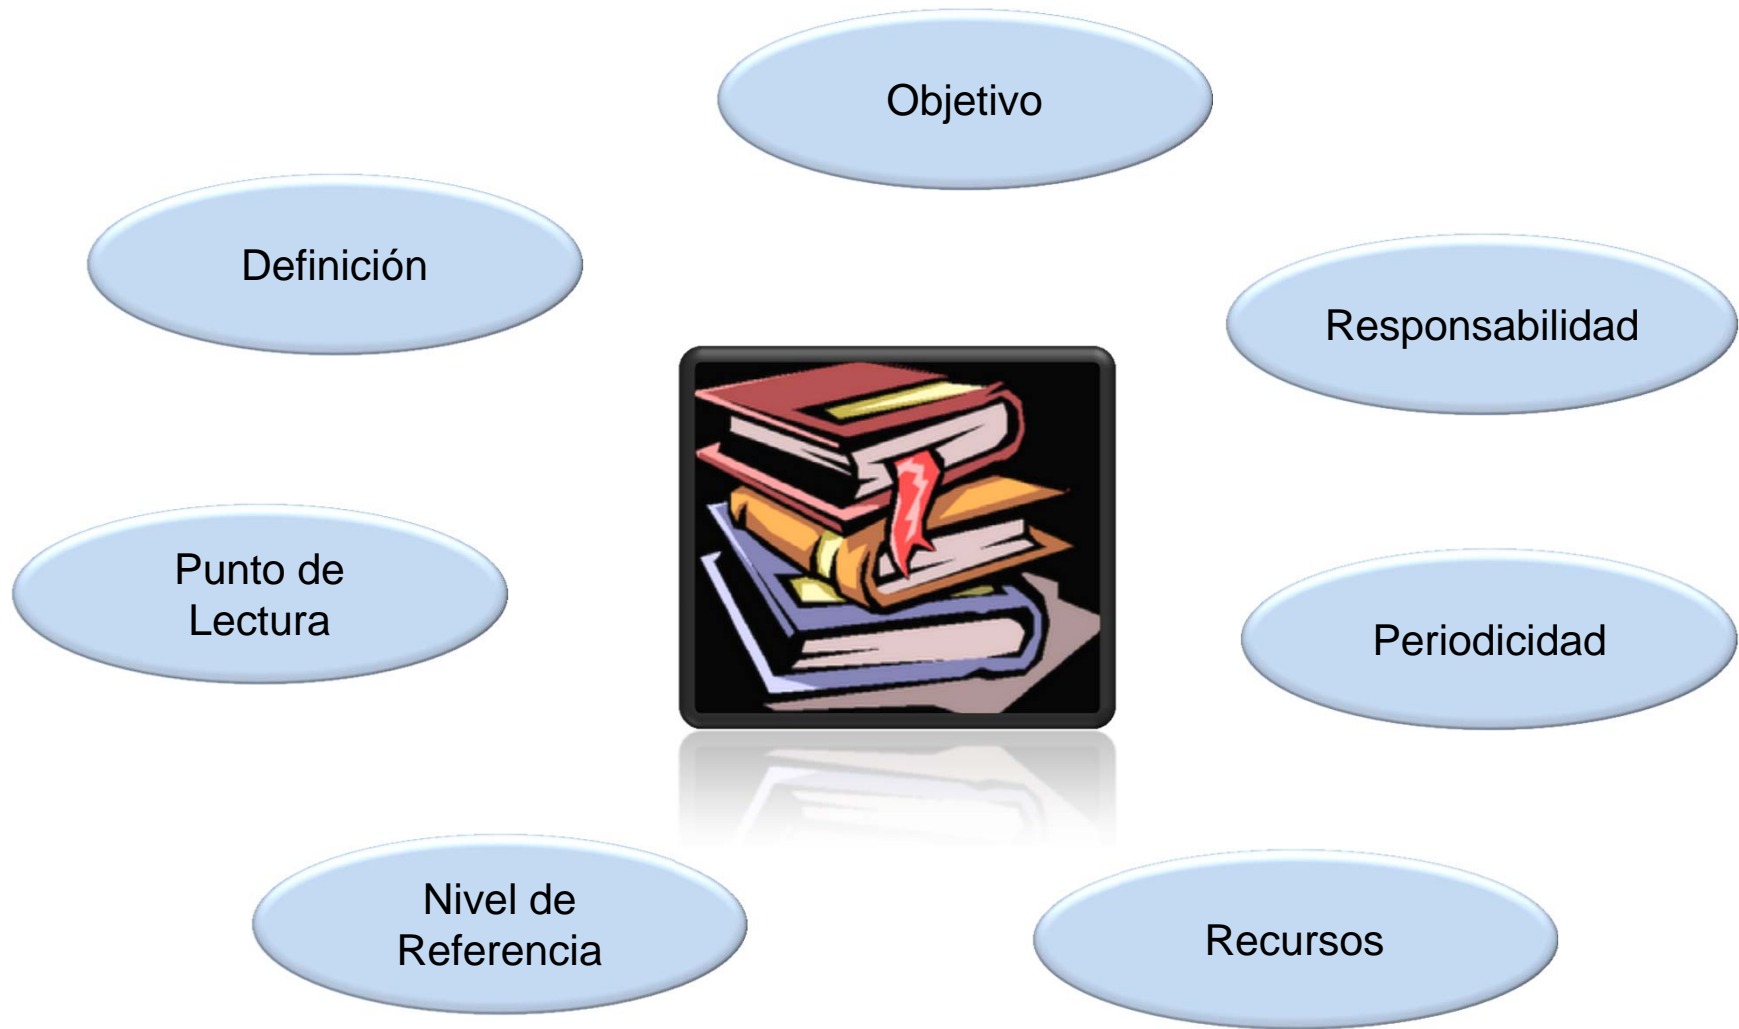 Objetivo
Definición
Responsabilidad
Punto de
Lectura
Periodicidad
Nivel de
Referencia
Recursos